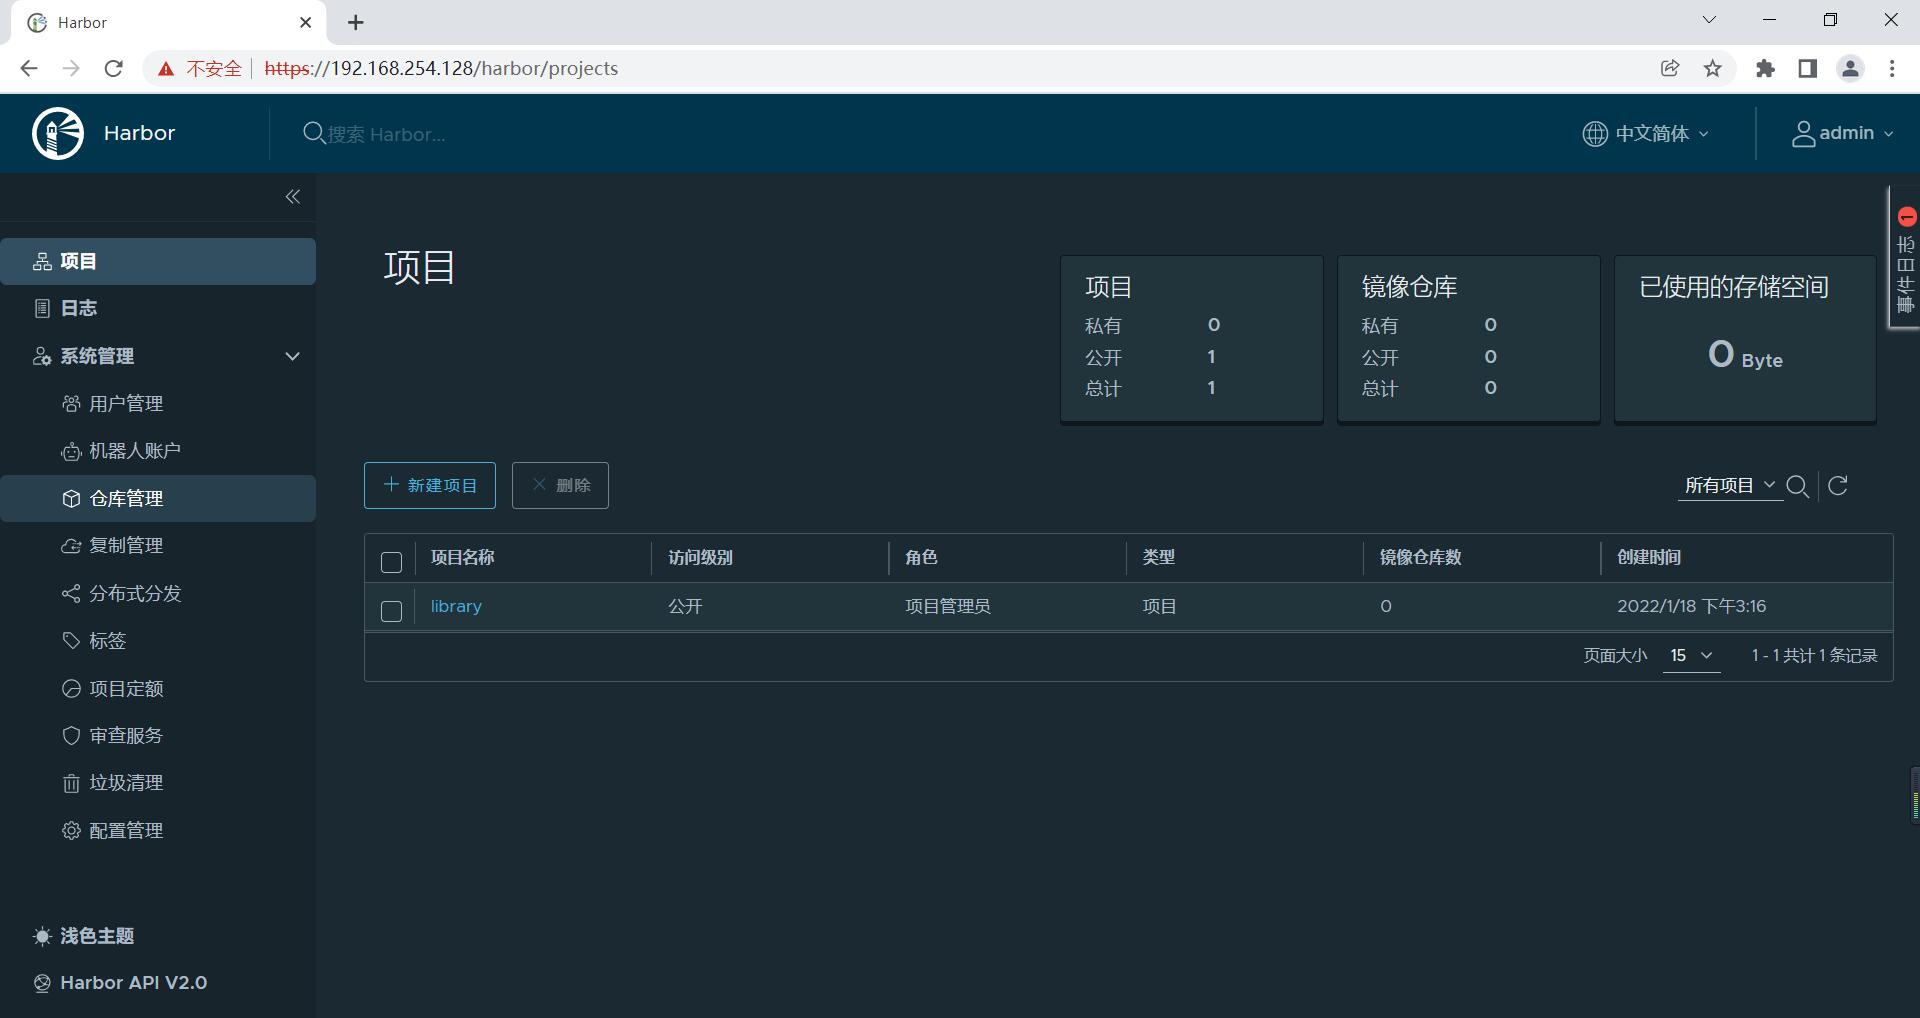 Harbor
不安全 https://192.168.254.128/harbor/projects
Harbor
搜索 Harbor...
中文简体
admin
项目
日志
系统管理
用户管理
机器人账户
仓库管理
复制管理
分布式分发
标签
项目定额
审查服务
垃圾清理
配置管理
浅色主题
Harbor API V2.0
项目
项目
私有 0
公开 1
总计 1
镜像仓库
私有 0
公开 0
总计 0
已使用的存储空间
0 Byte
1
事件日志
新建项目
删除
所有项目
项目名称 访问级别 角色 类型 镜像仓库数 创建时间
library 公开 项目管理员 项目 0 2022/1/18 下午3:16
页面大小 15 1 - 1 共计 1 条记录